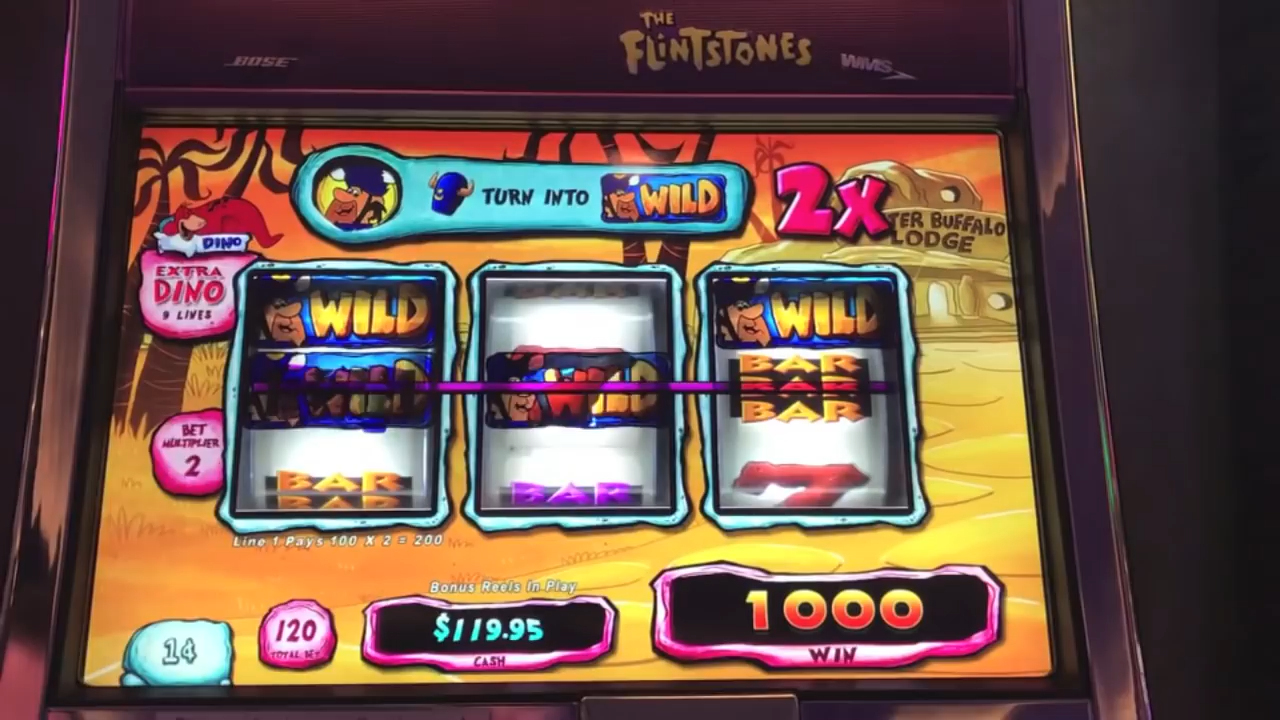 THE
FLINTSTONES
BOSE
WMS
TURN INTO WILD
2X
TER BUFFALO
LODGE
DINO
EXTRA
DINO
9 LIVES
WILD
WILD
WILD
WILD
BAR
BAR
BAR
BET
MULTIPLIER
2
BAR
BAR
BAR
7
Line 1 Pays 100 X 2 = 200
Bonus Reels In Play
14
120
TOTAL BET
$119.95
CASH
1000
WIN